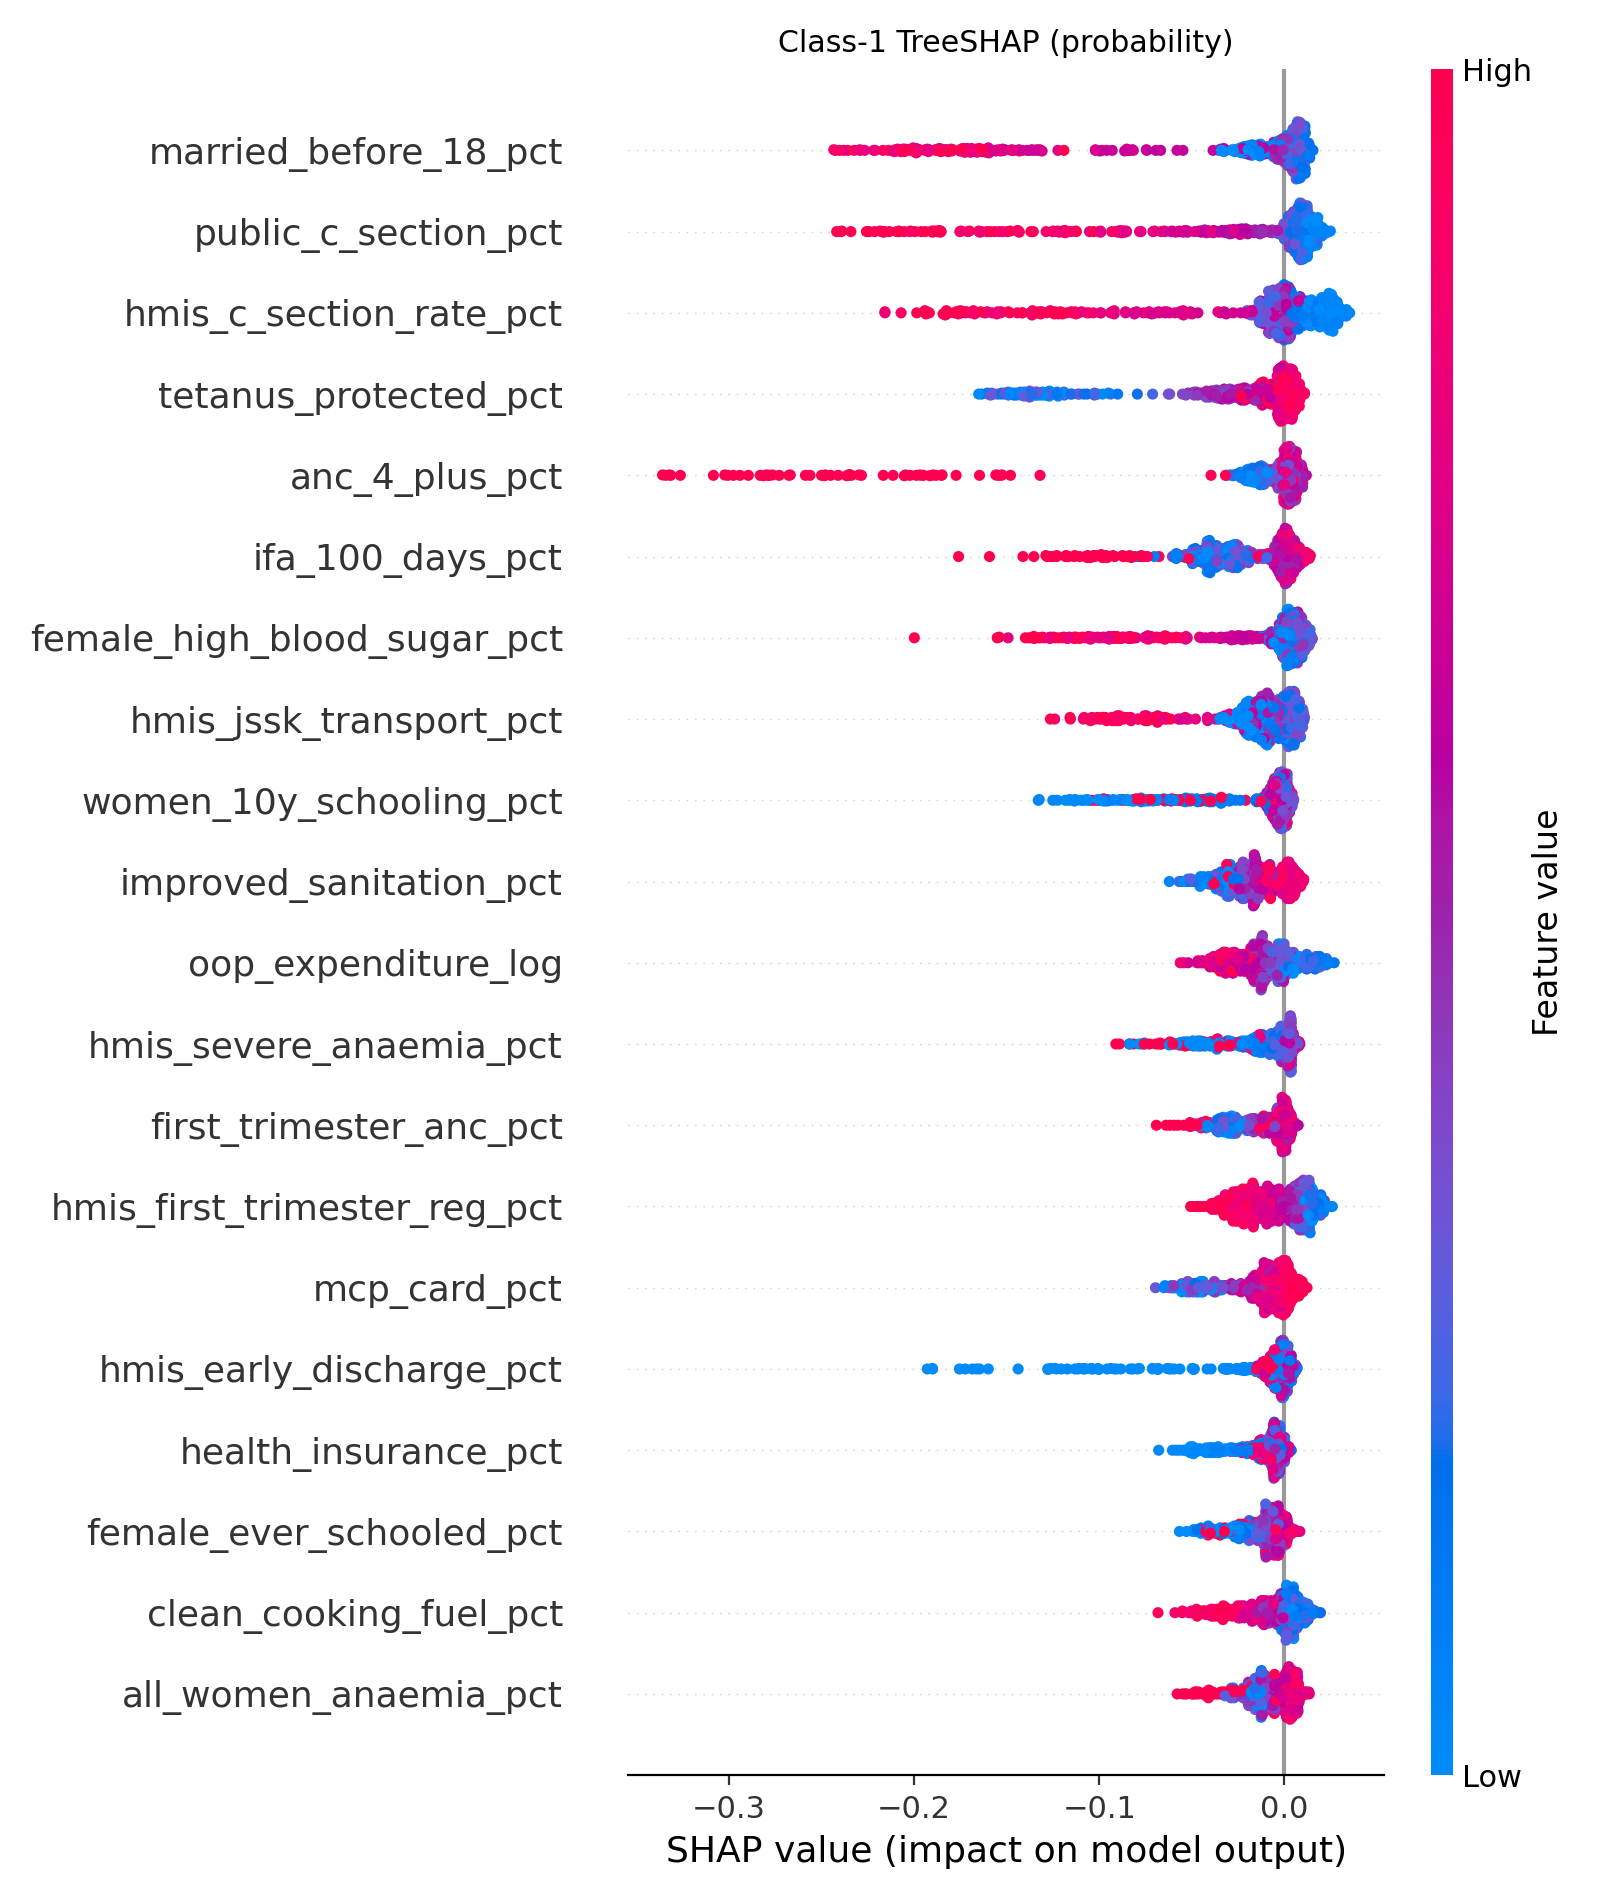 Class-1 TreeSHAP (probability)
High
married_before_18_pct
public_c_section_pct
hmis_c_section_rate_pct
tetanus_protected_pct
anc_4_plus_pct
ifa_100_days_pct
female_high_blood_sugar_pct
hmis_jssk_transport_pct
women_10y_schooling_pct
improved_sanitation_pct
oop_expenditure_log
hmis_severe_anaemia_pct
first_trimester_anc_pct
hmis_first_trimester_reg_pct
mcp_card_pct
hmis_early_discharge_pct
health_insurance_pct
female_ever_schooled_pct
clean_cooking_fuel_pct
all_women_anaemia_pct
Feature value
Low
−0.3 −0.2 −0.1 0.0
SHAP value (impact on model output)